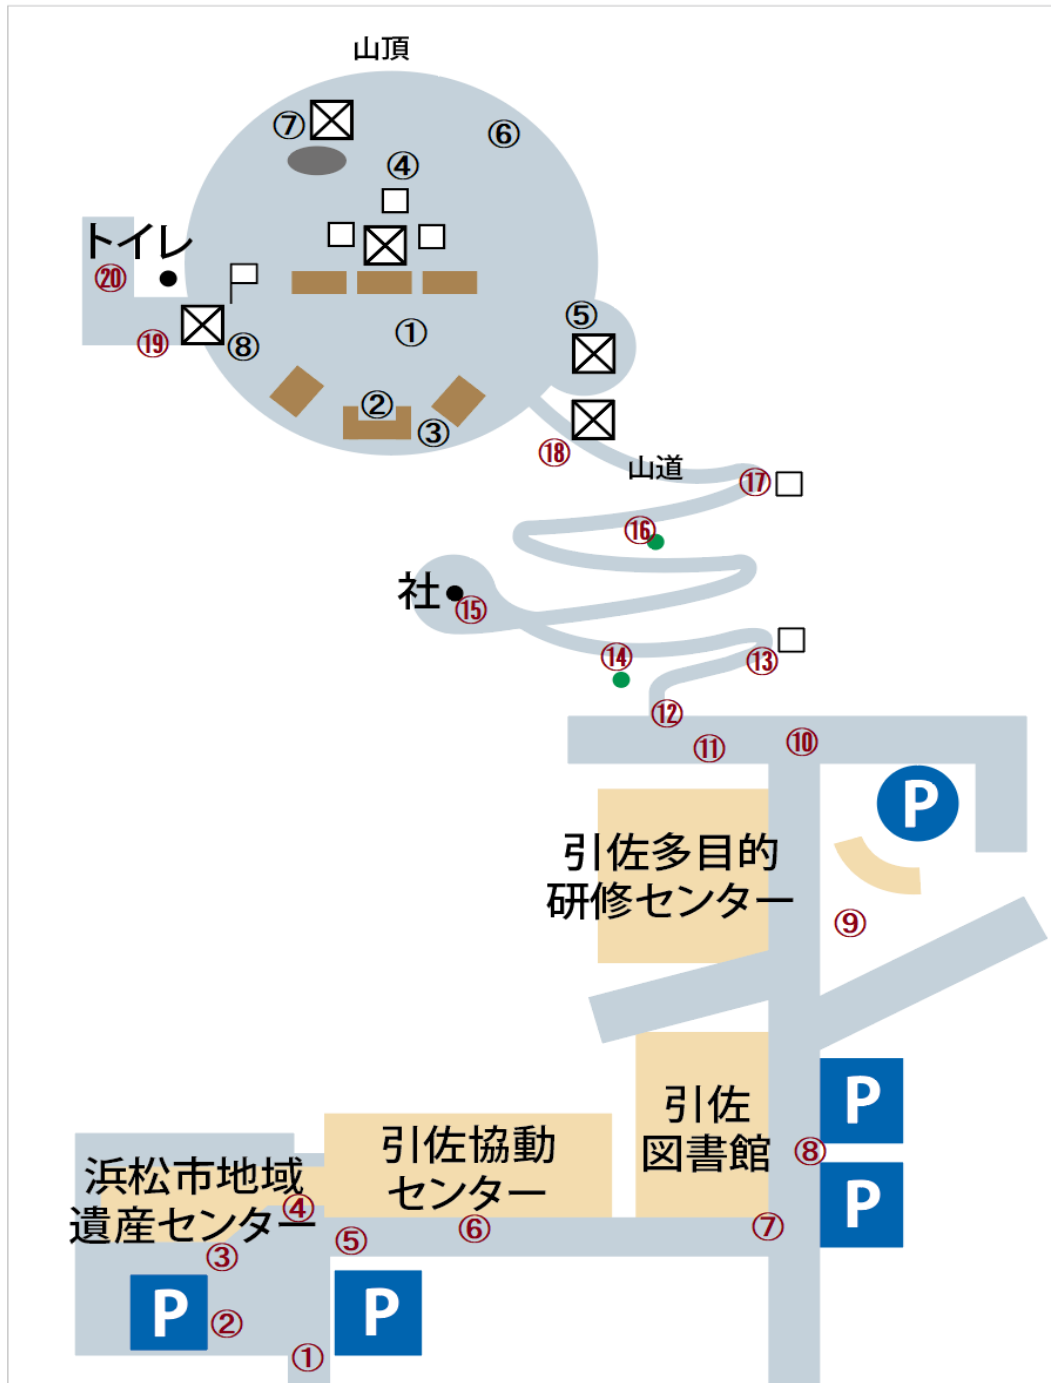 山頂
⑦
⑥
④
トイレ
⑳
①
⑤
⑲
⑧
②
③
⑱
山道
⑰
⑯
社
⑮
⑭
⑬
⑫
⑪
⑩
P
引佐多目的
研修センター
⑨
引佐
図書館
P
⑧
P
引佐協動
センター
浜松市地域
遺産センター
④
⑤
⑥
⑦
③
P
②
P
①